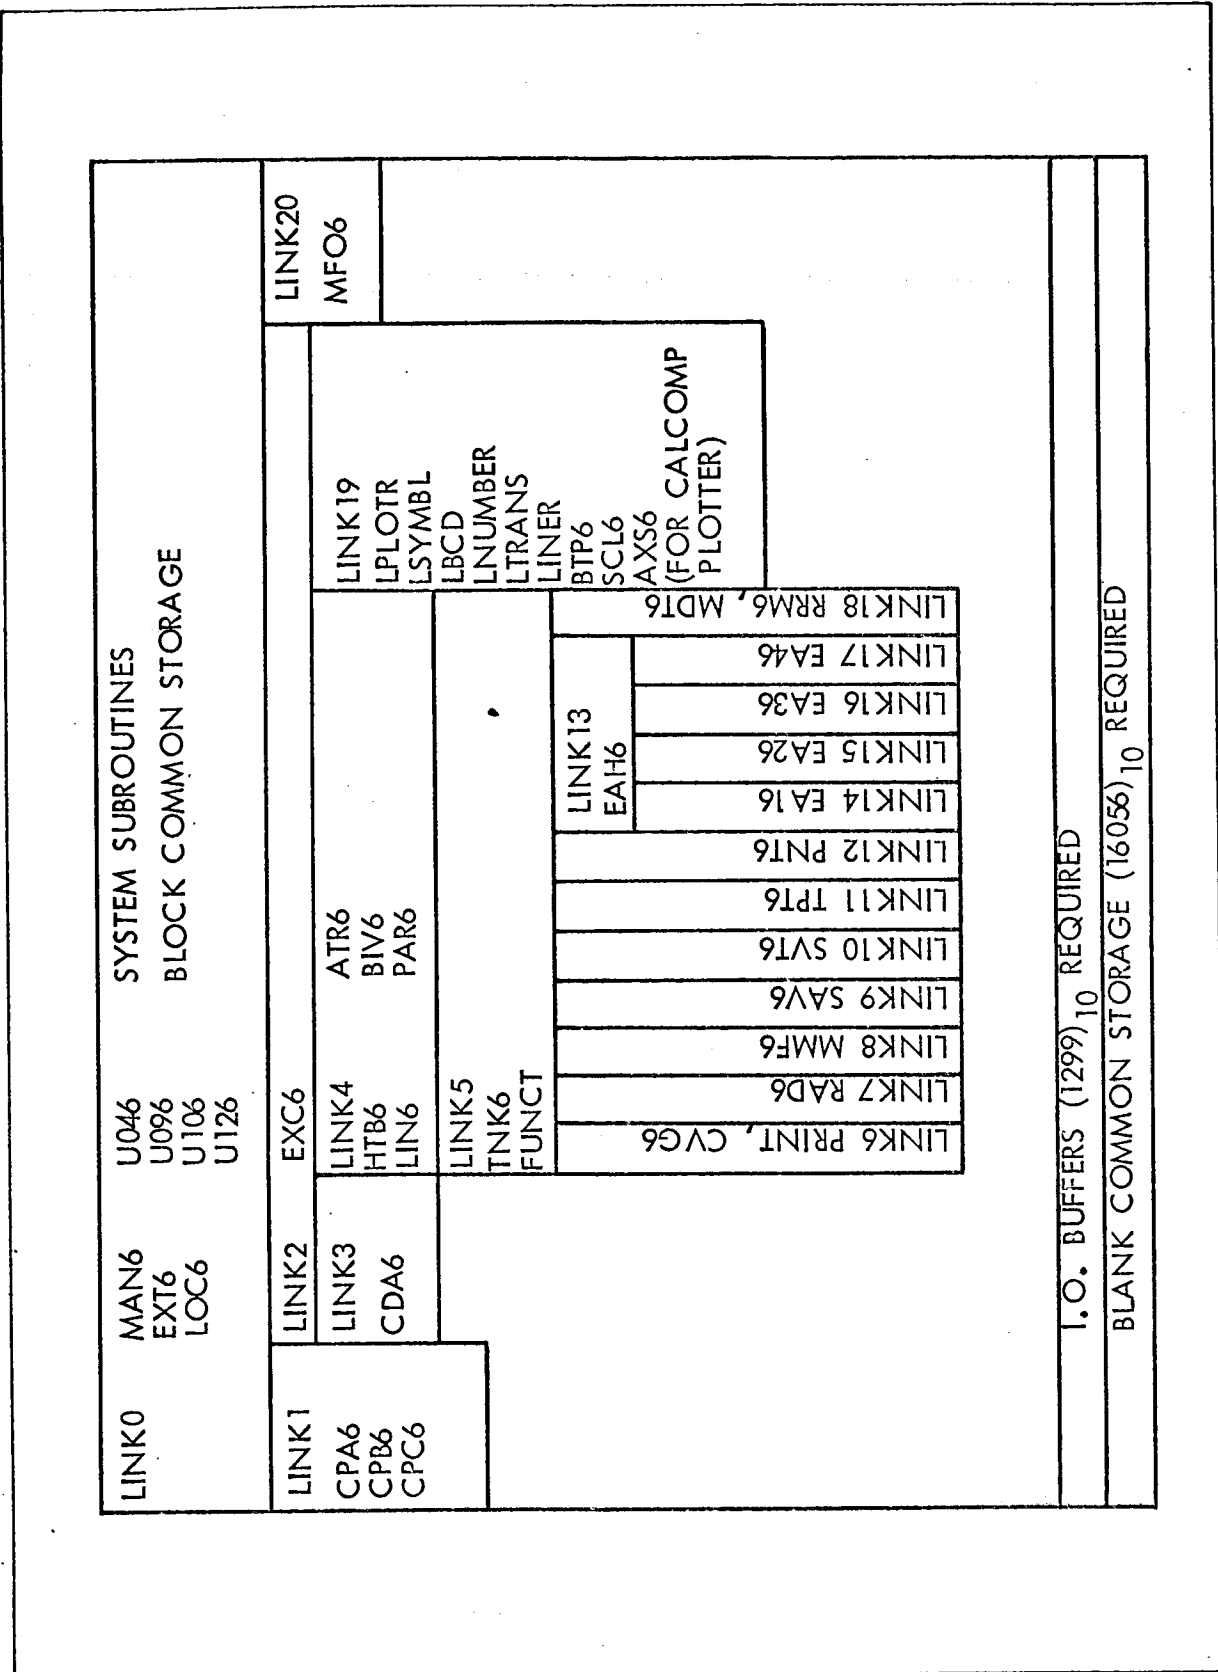 LINK0
MAN6
EXT6
LOC6
U046
U096
U106
U126
SYSTEM SUBROUTINES
BLOCK COMMON STORAGE
LINK1
CPA6
CPB6
CPC6
LINK2
EXC6
LINK3
CDA6
LINK4
HTB6
LIN6
ATR6
BIV6
PAR6
LINK5
TNK6
FUNCT
LINK6 PRINT, CVG6
LINK7 RAD6
LINK8 MMF6
LINK9 SAV6
LINK10 SVT6
LINK11 TPT6
LINK12 PNT6
LINK13
EAH6
LINK14 EA16
LINK15 EA26
LINK16 EA36
LINK17 EA46
LINK18 RRM6, MDT6
LINK19
LPLOTR
LSYMBL
LBCD
LNUMBER
LTRANS
LINER
BTP6
SCL6
AXS6
(FOR CALCOMP
PLOTTER)
LINK20
MFO6
I.O. BUFFERS (1299)10 REQUIRED
BLANK COMMON STORAGE (16056)10 REQUIRED